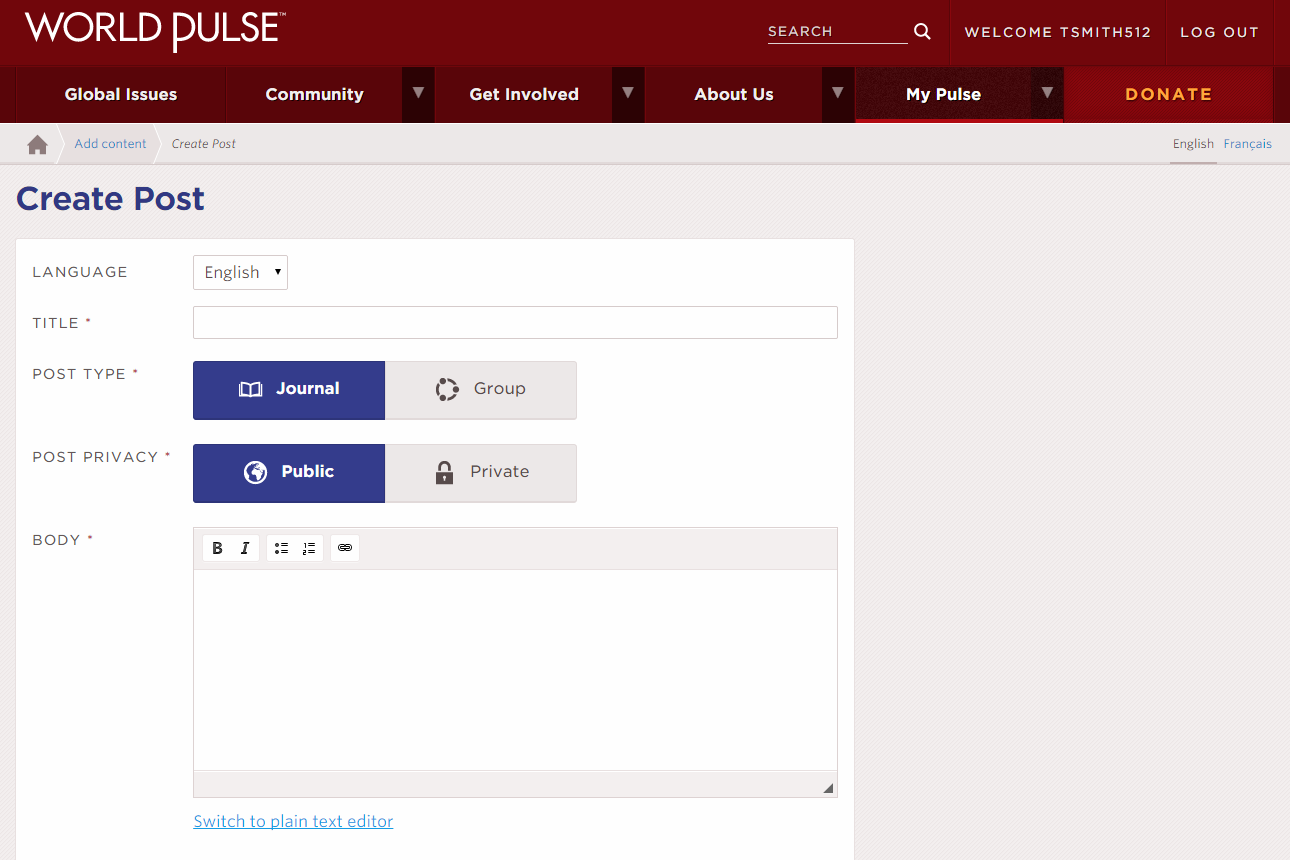 WORLD PULSE™
SEARCH
WELCOME TSMITH512
LOG OUT
Global Issues
Community
Get Involved
About Us
My Pulse
DONATE
Add content
Create Post
English
Français
Create Post
LANGUAGE
English
TITLE *
POST TYPE *
Journal
Group
POST PRIVACY *
Public
Private
BODY *
B
I
Switch to plain text editor